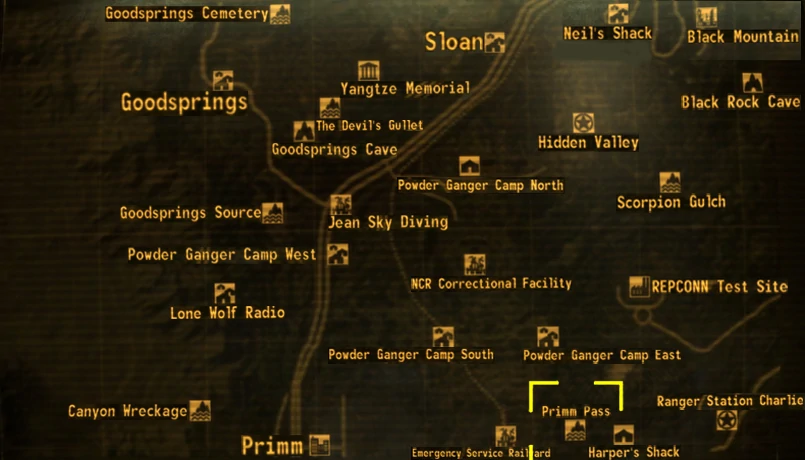 Goodsprings Cemetery
Neil's Shack
Black Mountain
Sloan
Yangtze Memorial
Goodsprings
Black Rock Cave
The Devil's Gullet
Goodsprings Cave
Hidden Valley
Powder Ganger Camp North
Scorpion Gulch
Goodsprings Source
Jean Sky Diving
Powder Ganger Camp West
NCR Correctional Facility
REPCONN Test Site
Lone Wolf Radio
Powder Ganger Camp South
Powder Ganger Camp East
Canyon Wreckage
Primm Pass
Ranger Station Charlie
Primm
Emergency Service Railyard
Harper's Shack